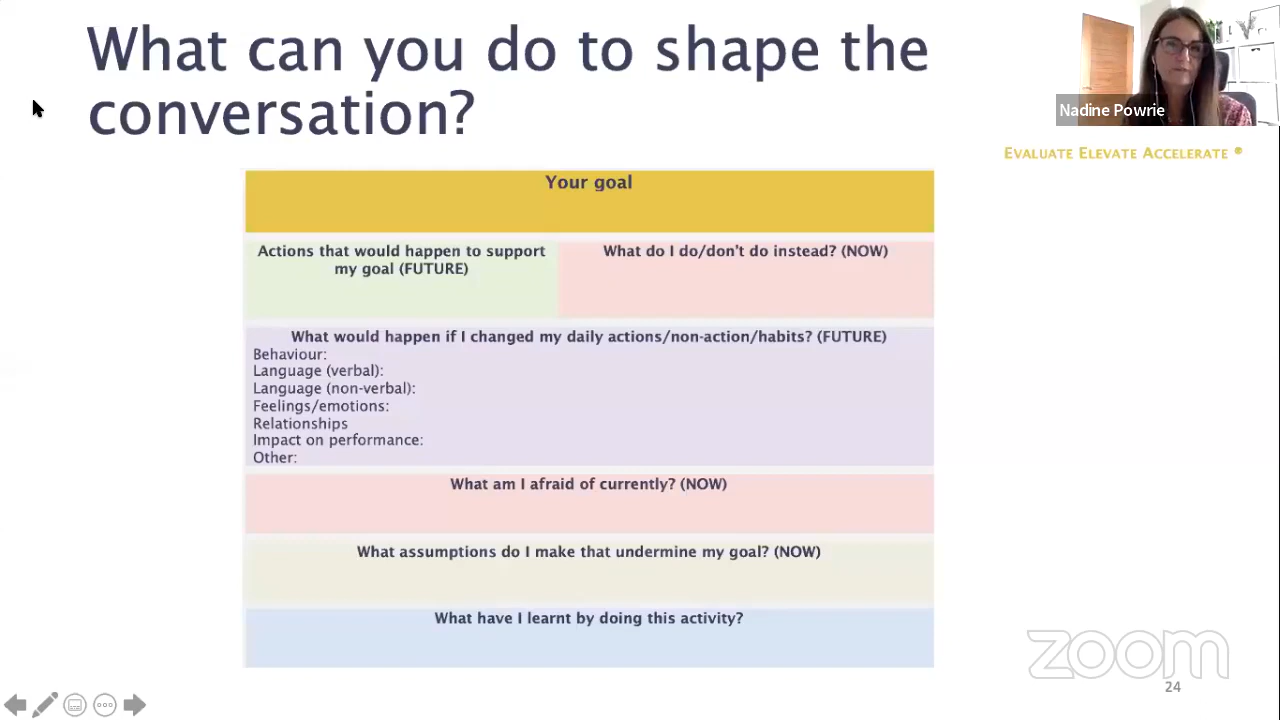 What can you do to shape the
conversation?
Nadine Powrie
EVALUATE ELEVATE ACCELERATE ®
Your goal
Actions that would happen to support
my goal (FUTURE)
What do I do/don't do instead? (NOW)
What would happen if I changed my daily actions/non-action/habits? (FUTURE)
Behaviour:
Language (verbal):
Language (non-verbal):
Feelings/emotions:
Relationships
Impact on performance:
Other:
What am I afraid of currently? (NOW)
What assumptions do I make that undermine my goal? (NOW)
What have I learnt by doing this activity?
zoom
24